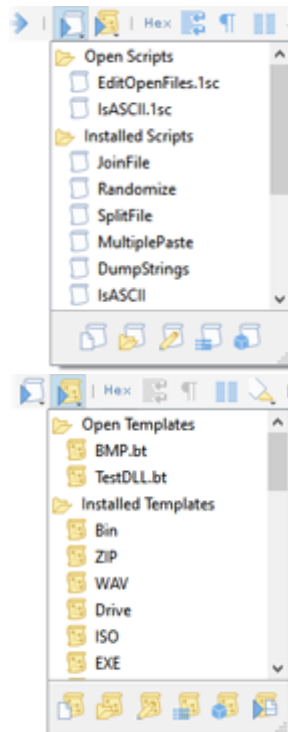 Hex
Open Scripts
EditOpenFiles.1sc
IsASCII.1sc
Installed Scripts
JoinFile
Randomize
SplitFile
MultiplePaste
DumpStrings
IsASCII
Hex
Open Templates
BMP.bt
TestDLL.bt
Installed Templates
Bin
ZIP
WAV
Drive
ISO
EXE